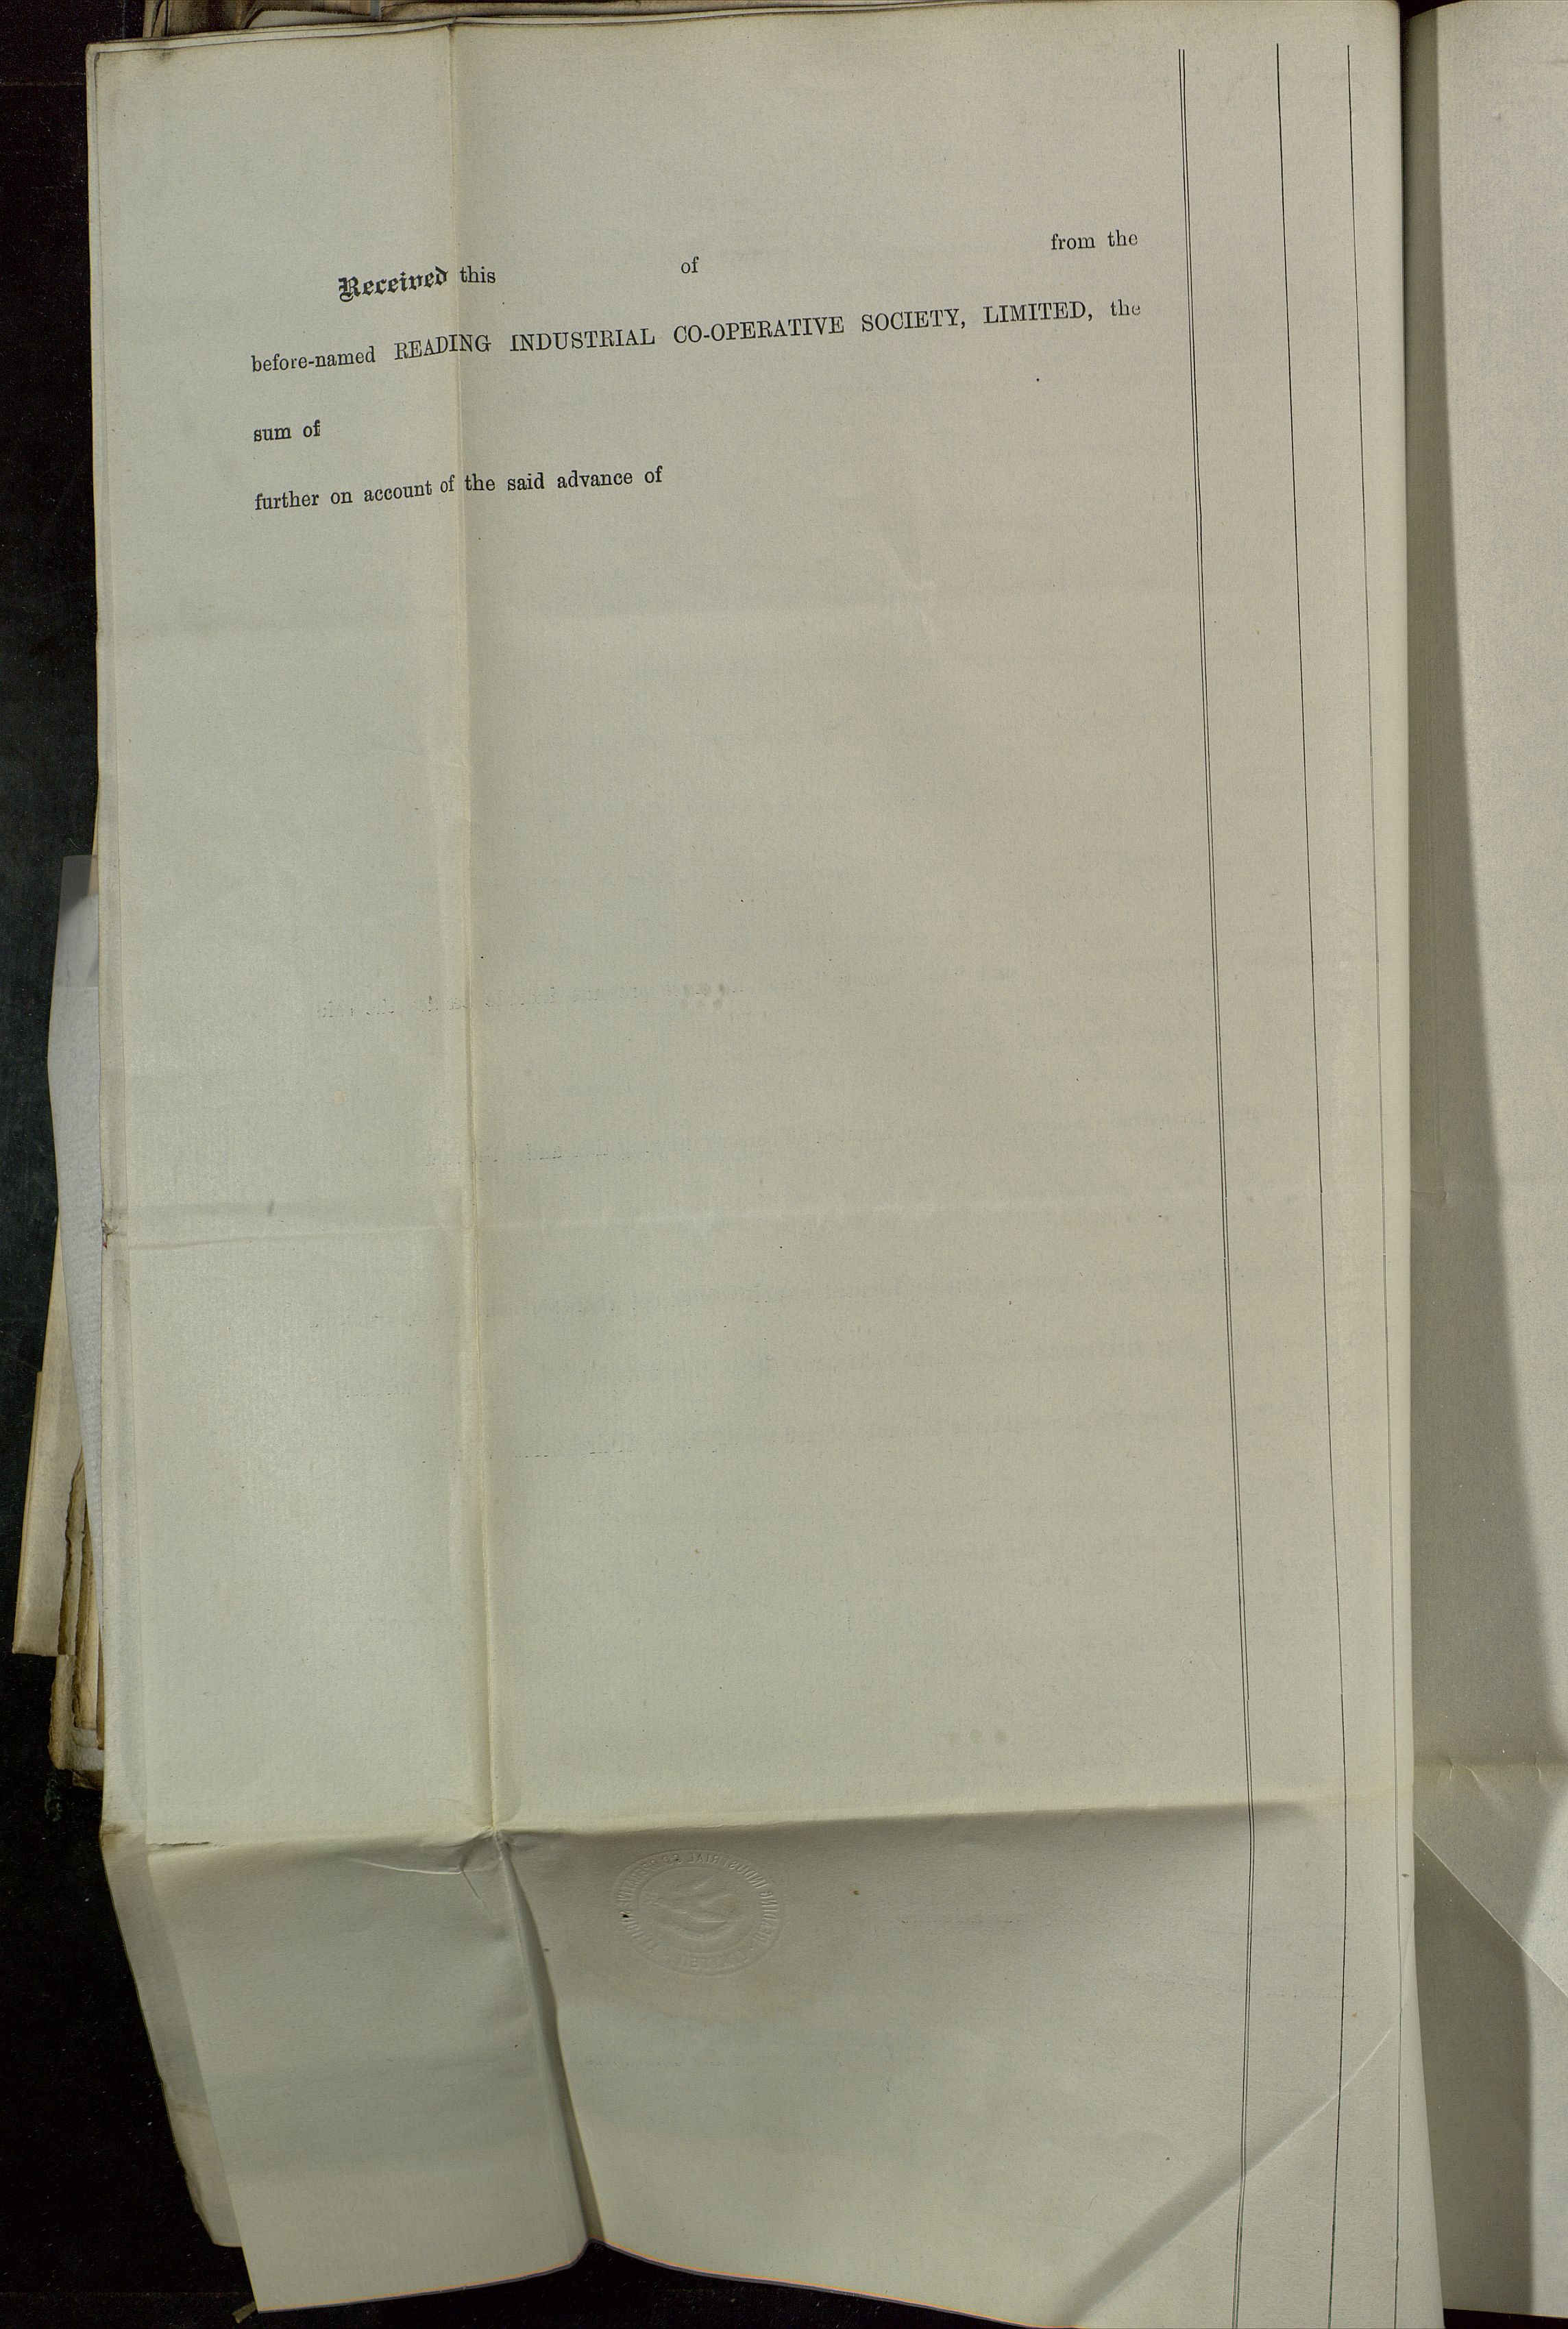 Received this of from the
before-named READING INDUSTRIAL CO-OPERATIVE SOCIETY, LIMITED, the
sum of
further on account of the said advance of